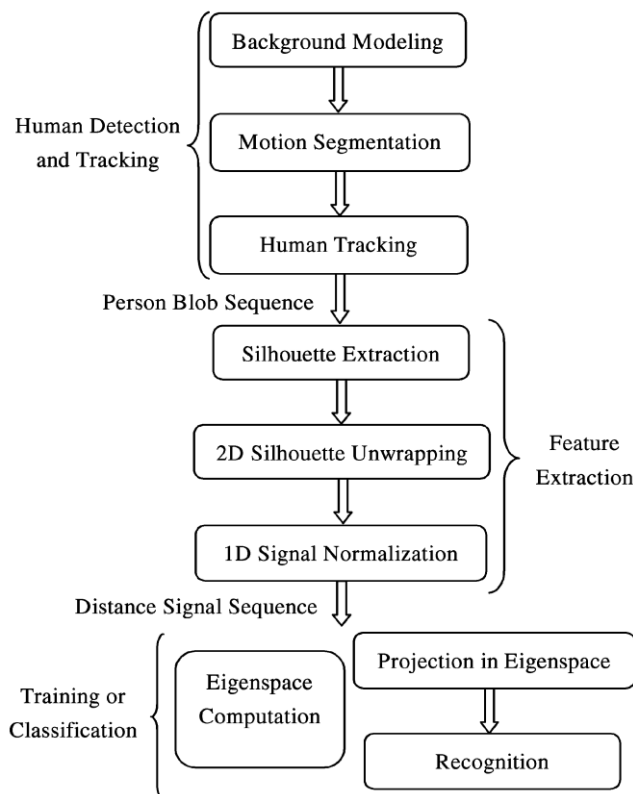 Background Modeling
Human Detection
and Tracking
Motion Segmentation
Human Tracking
Person Blob Sequence
Silhouette Extraction
2D Silhouette Unwrapping
Feature
Extraction
1D Signal Normalization
Distance Signal Sequence
Training or
Classification
Eigenspace
Computation
Projection in Eigenspace
Recognition